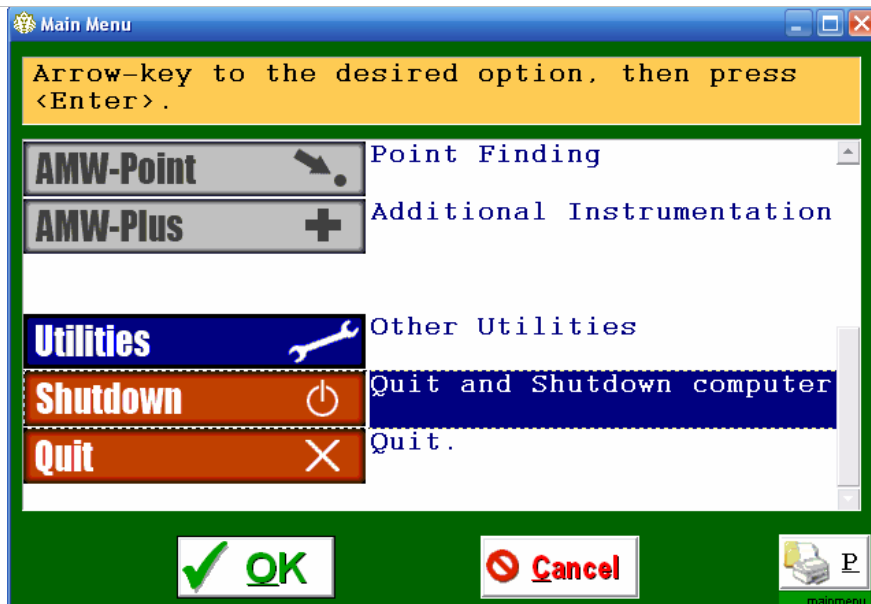 Main Menu
Arrow-key to the desired option, then press
<Enter>.
AMW-Point Point Finding
AMW-Plus Additional Instrumentation
Utilities Other Utilities
Shutdown Quit and Shutdown computer
Quit Quit.
OK Cancel P
mainmenu